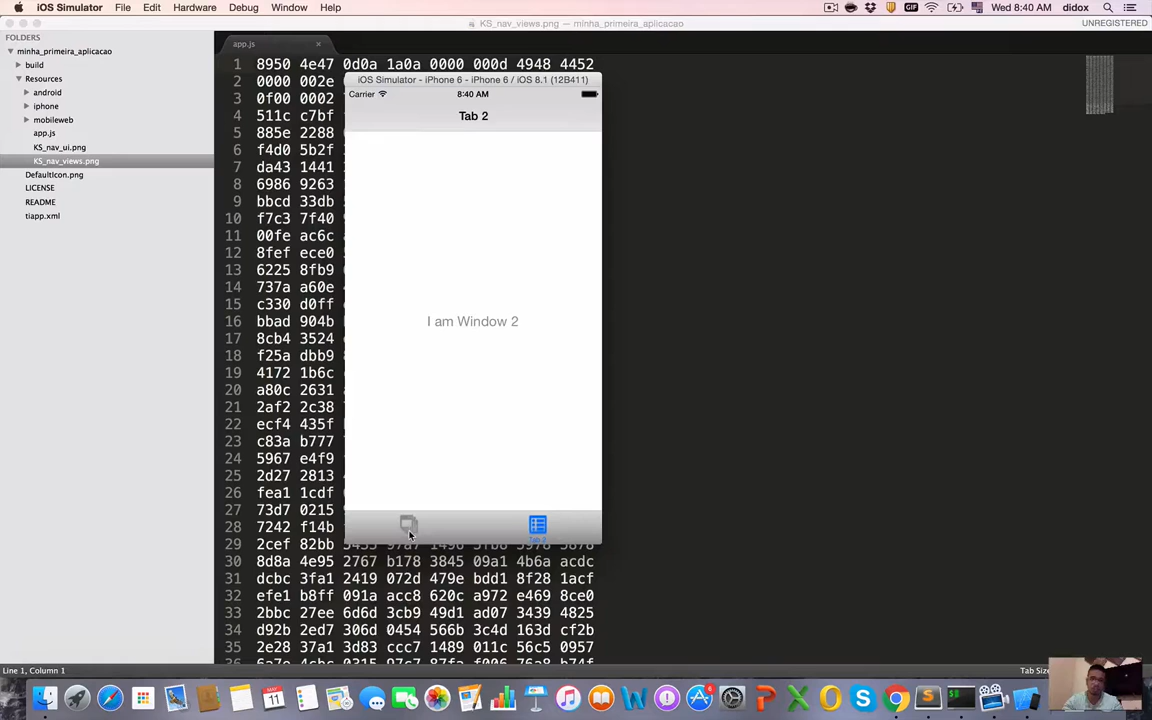 iOS Simulator File Edit Hardware Debug Window Help
GIF
Wed 8:40 AM didox
KS_nav_views.png — minha_primeira_aplicacao
UNREGISTERED
FOLDERS
minha_primeira_aplicacao
build
Resources
android
iphone
mobileweb
app.js
KS_nav_ui.png
KS_nav_views.png
DefaultIcon.png
LICENSE
README
tiapp.xml
app.js ×
1 8950 4e47 0d0a 1a0a 0000 000d 4948 4452
2 0000 002e
3 0f00 0002
4 511c c7bf
5 885e 2288
6 f4d0 5b2f
7 da43 1441
8 6986 9263
9 bbcd 33db
10 f7c3 7f40
11 00fe ac6c
12 8fef ece0
13 6225 8fb9
14 737a a60e
15 c330 d0ff
16 bbad 904b
17 8cb4 3524
18 f25a dbb9
19 4172 1b6c
20 a80c 2631
21 2af2 2c38
22 ecf4 435f
23 c83a b777
24 5967 e4f9
25 2d27 2813
26 fea1 11cdf
27 73d7 0215
28 7242 f14b
29 2cef 82bb
30 8d8a 4e95 2767 b178 3845 09a1 4b6a acdc
31 dcbc 3fa1 2419 072d 479e bdd1 8f28 1acf
32 efe1 b8ff 091a acc8 620c a972 e469 8ce0
33 2bbc 27ee 6d6d 3cb9 49d1 ad07 3439 4825
34 d92b 2ed7 306d 0454 566b 3c4d 163d cf2b
35 2e28 37a1 3d83 ccc7 1489 011c 56c5 0957
iOS Simulator - iPhone 6 - iPhone 6 / iOS 8.1 (12B411)
Carrier 8:40 AM
Tab 2
I am Window 2
Tab 2
Line 1, Column 1
Tab Size